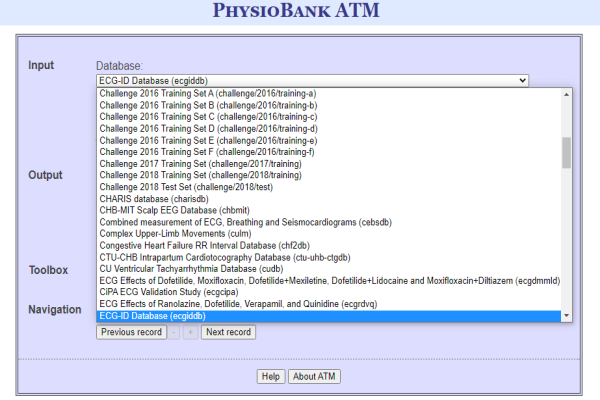 PHYSIOBANK ATM
Input
Database:
ECG-ID Database (ecgiddb)
Challenge 2016 Training Set A (challenge/2016/training-a)
Challenge 2016 Training Set B (challenge/2016/training-b)
Challenge 2016 Training Set C (challenge/2016/training-c)
Challenge 2016 Training Set D (challenge/2016/training-d)
Challenge 2016 Training Set E (challenge/2016/training-e)
Challenge 2016 Training Set F (challenge/2016/training-f)
Challenge 2017 Training Set (challenge/2017/training)
Challenge 2018 Training Set (challenge/2018/training)
Output
Challenge 2018 Test Set (challenge/2018/test)
CHARIS database (charisdb)
CHB-MIT Scalp EEG Database (chbmit)
Combined measurement of ECG, Breathing and Seismocardiograms (cebsdb)
Complex Upper-Limb Movements (culm)
Congestive Heart Failure RR Interval Database (chf2db)
CTU-CHB Intrapartum Cardiotocography Database (ctu-uhb-ctgdb)
Toolbox
CU Ventricular Tachyarrhythmia Database (cudb)
ECG Effects of Dofetilide, Moxifloxacin, Dofetilide+Mexiletine, Dofetilide+Lidocaine and Moxifloxacin+Diltiazem (ecgdmmld)
CiPA ECG Validation Study (ecgcipa)
Navigation
ECG Effects of Ranolazine, Dofetilide, Verapamil, and Quinidine (ecgrdvq)
ECG-ID Database (ecgiddb)
Previous record - + Next record
Help About ATM